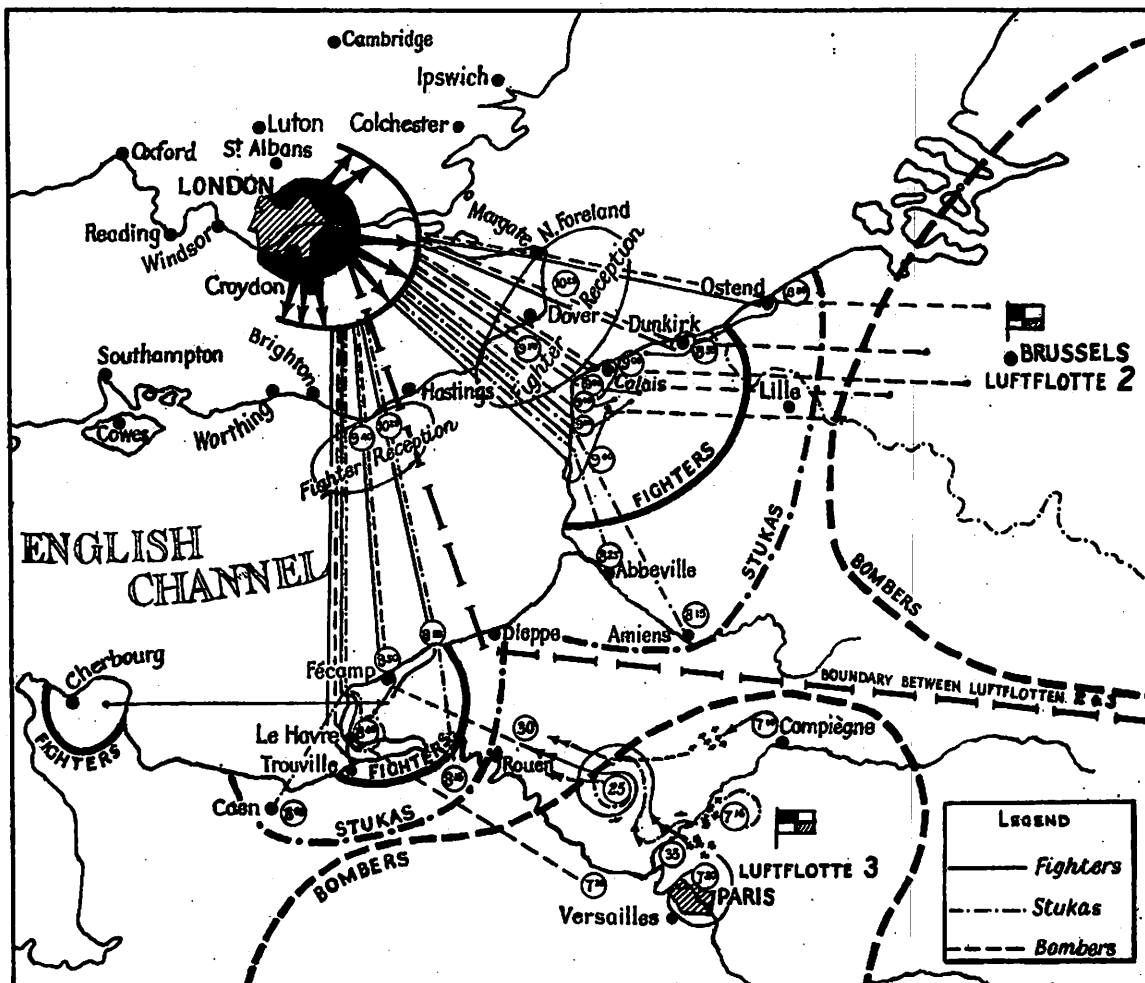 Cambridge
Ipswich
Luton
Colchester
St Albans
Oxford
LONDON
Margate
N. Foreland
Reading
Windsor
Reception
Croydon
Ostend
Dover
Dunkirk
BRUSSELS
LUFTFLOTTE 2
Southampton
Brighton
Fighter
Calais
Lille
Hastings
Worthing
Cowes
Fighter Reception
FIGHTERS
ENGLISH
CHANNEL
STUKAS
BOMBERS
Abbeville
Dieppe
Amiens
Cherbourg
Fécamp
BOUNDARY BETWEEN LUFTFLOTTEN 2 & 3
Compiègne
Le Havre
FIGHTERS
Trouville
FIGHTERS
Rouen
30
25
Caen
STUKAS
BOMBERS
35
LUFTFLOTTE 3
PARIS
Versailles
LEGEND
Fighters
Stukas
Bombers